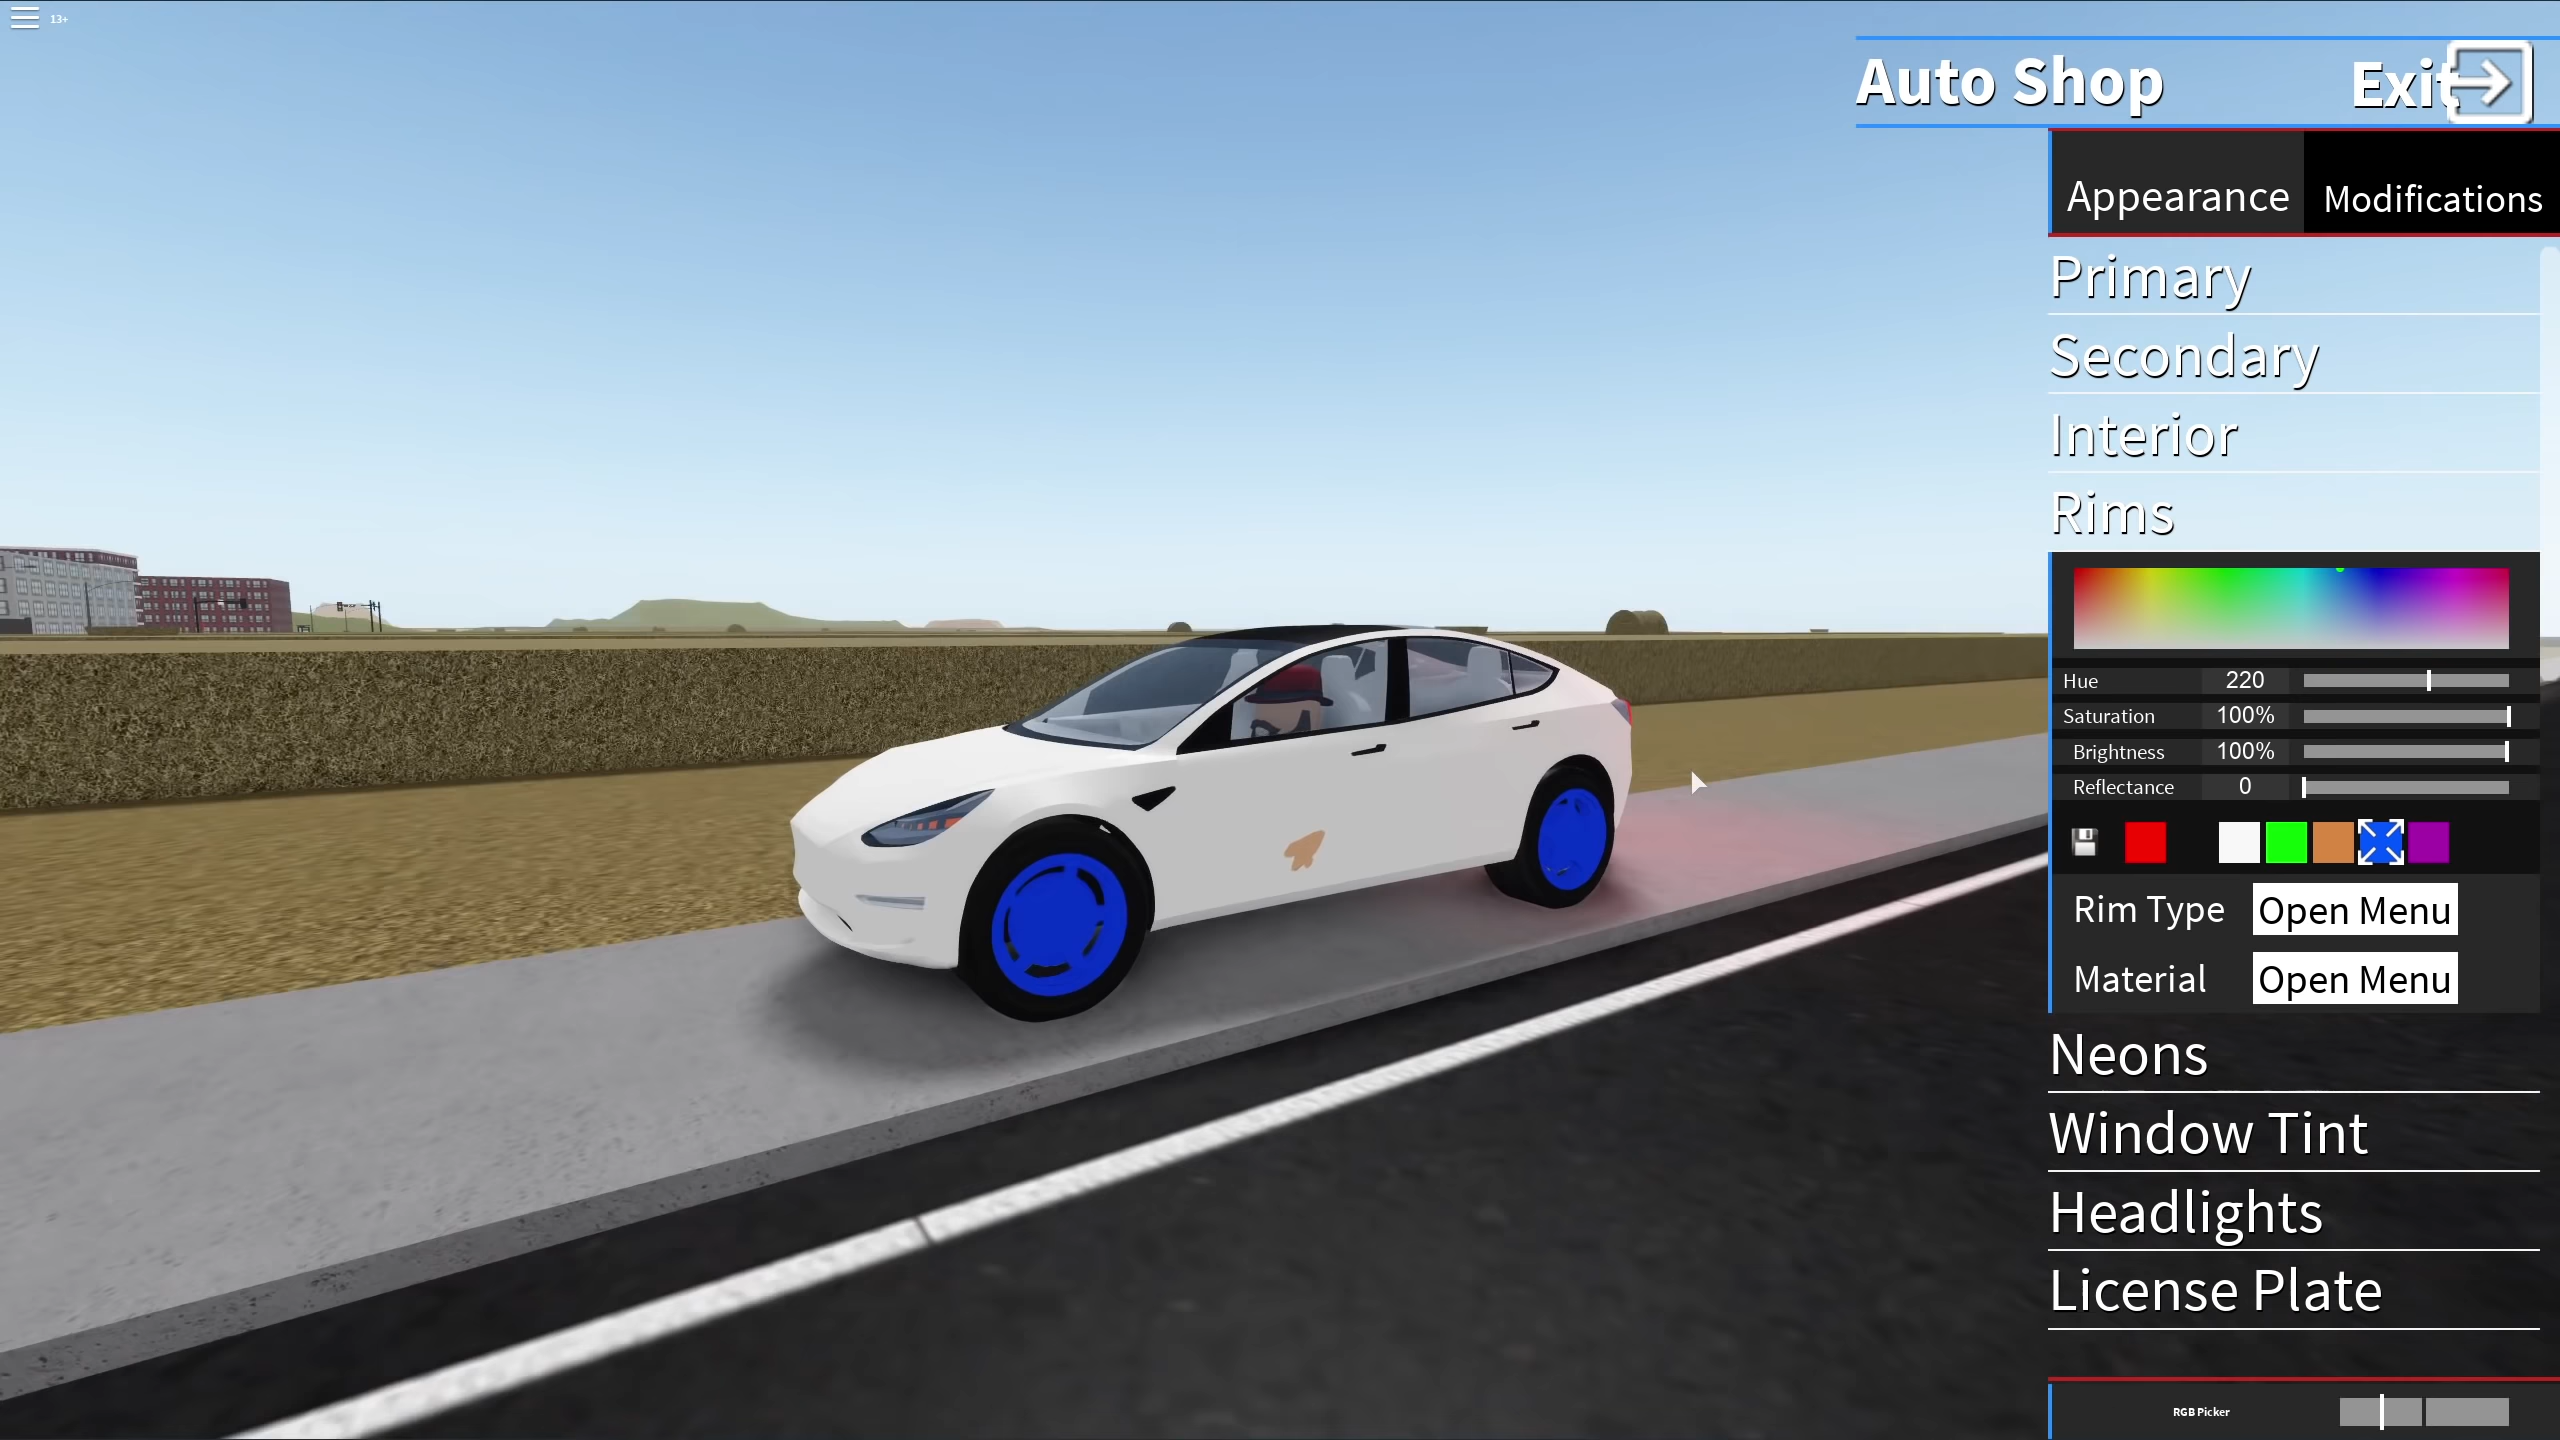 13+
Auto Shop
Exit
Appearance
Modifications
Primary
Secondary
Interior
Rims
Hue 220
Saturation 100%
Brightness 100%
Reflectance 0
Rim Type Open Menu
Material Open Menu
Neons
Window Tint
Headlights
License Plate
RGB Picker